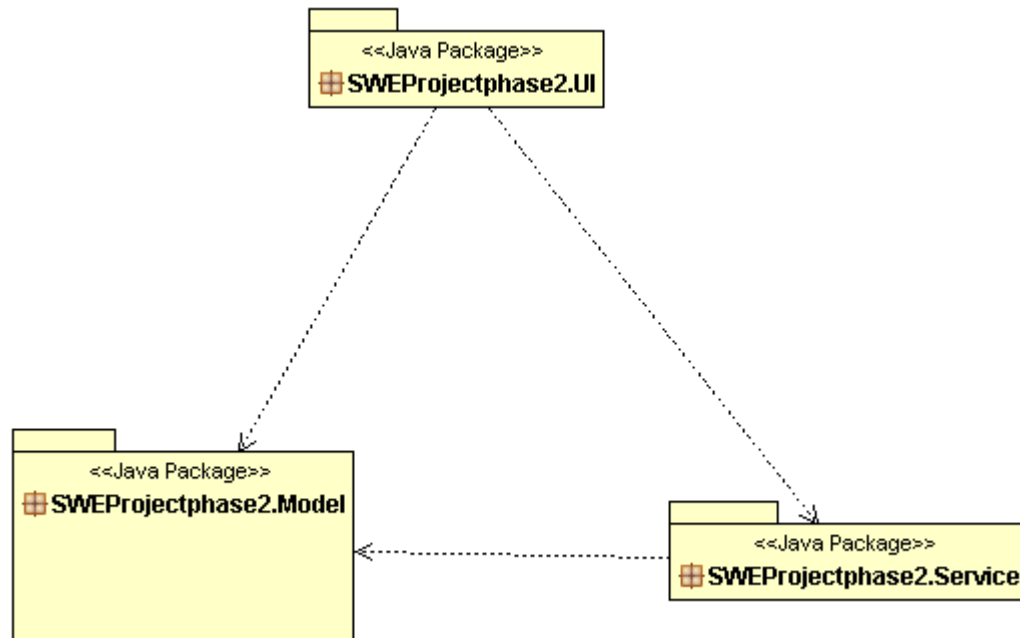 <<Java Package>>
SWEProjectphase2.UI
<<Java Package>>
SWEProjectphase2.Model
<<Java Package>>
SWEProjectphase2.Service